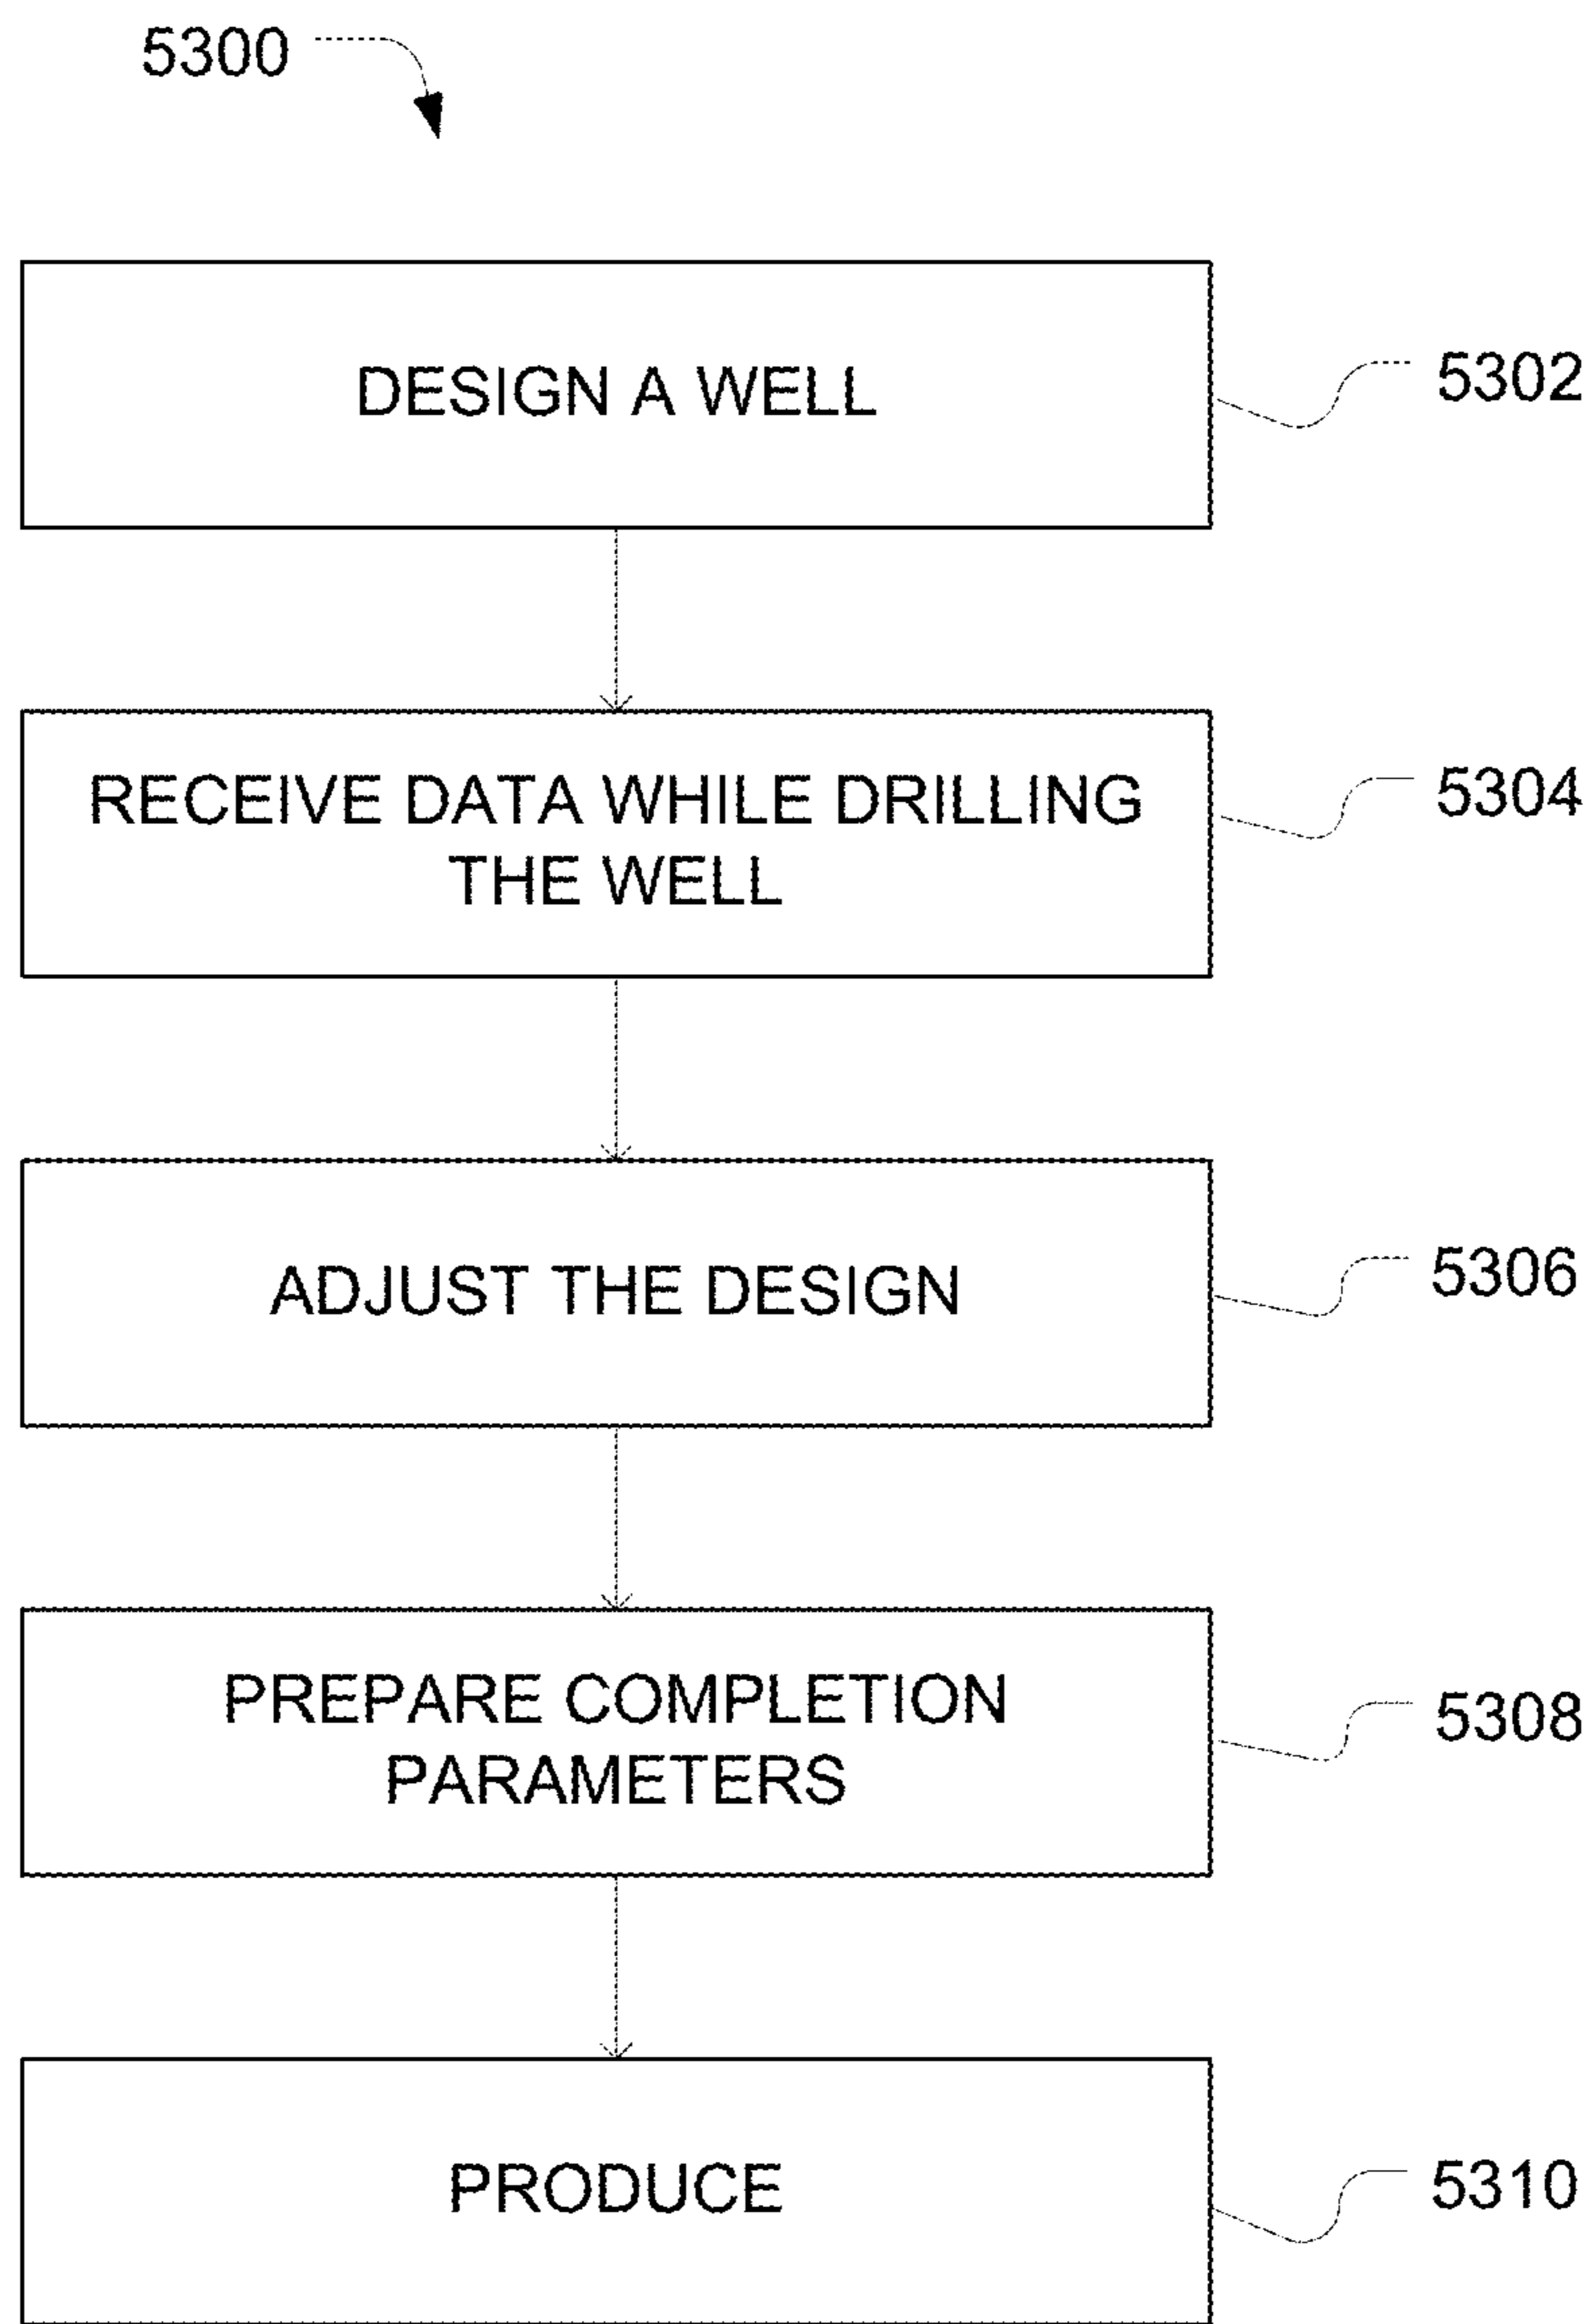 5300
DESIGN A WELL
5302
RECEIVE DATA WHILE DRILLING
THE WELL
5304
ADJUST THE DESIGN
5306
PREPARE COMPLETION
PARAMETERS
5308
PRODUCE
5310